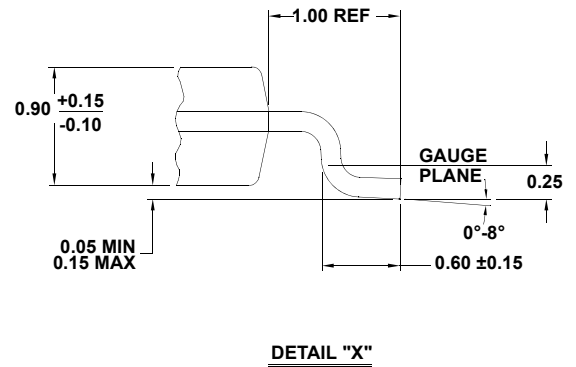 1.00 REF
+0.15
0.90
-0.10
GAUGE
PLANE
0.25
0.05 MIN
0.15 MAX
0°-8°
0.60 ±0.15
DETAIL "X"